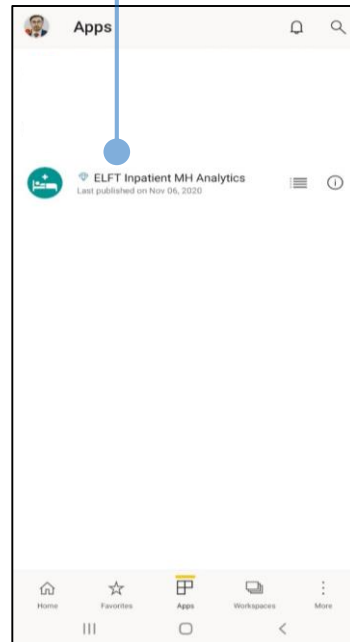 Apps
ELFT Inpatient MH Analytics
Last published on Nov 06, 2020
Home Favorites Apps Workspaces More